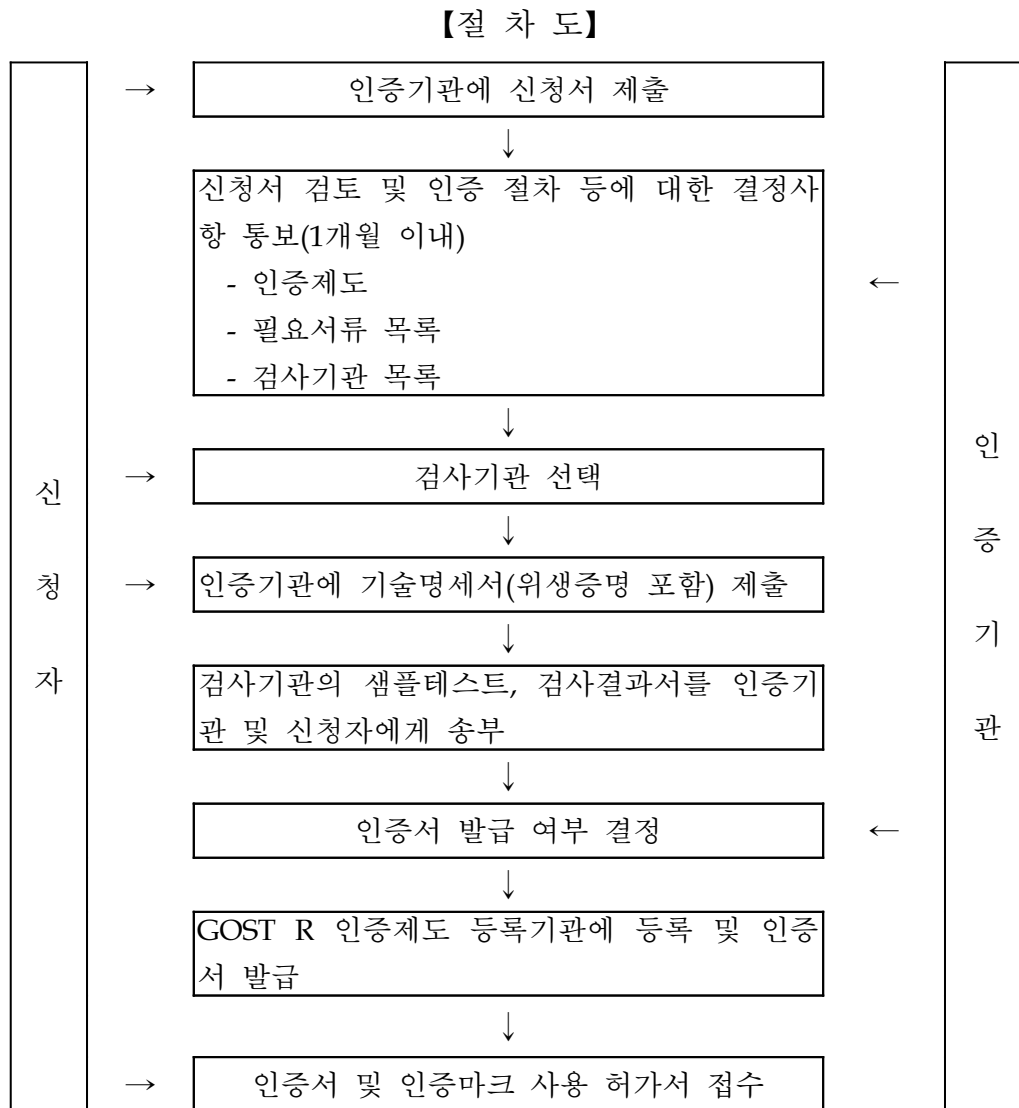 【절 차 도】
→ 인증기관에 신청서 제출
↓
신청서 검토 및 인증 절차 등에 대한 결정사
항 통보(1개월 이내)
- 인증제도
←
- 필요서류 목록
- 검사기관 목록
↓
→ 검사기관 선택
↓
→ 인증기관에 기술명세서(위생증명 포함) 제출
↓
검사기관의 샘플테스트, 검사결과서를 인증기
관 및 신청자에게 송부
↓
인증서 발급 여부 결정 ←
↓
GOST R 인증제도 등록기관에 등록 및 인증
서 발급
↓
→ 인증서 및 인증마크 사용 허가서 접수
신
청
자
인
증
기
관